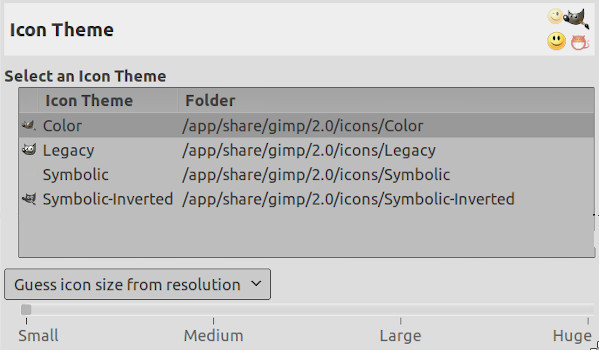 Icon Theme
Select an Icon Theme
Icon Theme Folder
Color /app/share/gimp/2.0/icons/Color
Legacy /app/share/gimp/2.0/icons/Legacy
Symbolic /app/share/gimp/2.0/icons/Symbolic
Symbolic-Inverted /app/share/gimp/2.0/icons/Symbolic-Inverted
Guess icon size from resolution
Small Medium Large Huge